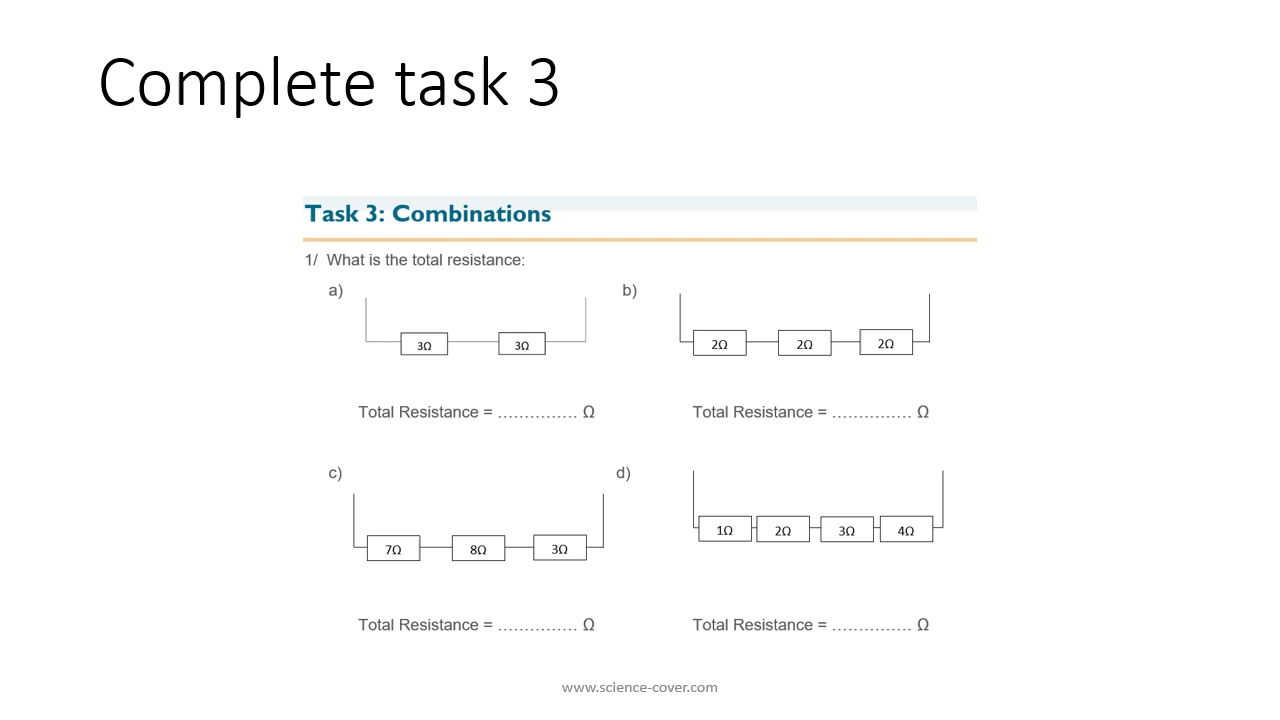 Complete task 3
Task 3: Combinations
1/ What is the total resistance:
a)
3Ω
3Ω
Total Resistance = …………… Ω
b)
2Ω
2Ω
2Ω
Total Resistance = …………… Ω
c)
7Ω
8Ω
3Ω
Total Resistance = …………… Ω
d)
1Ω
2Ω
3Ω
4Ω
Total Resistance = …………… Ω
www.science-cover.com